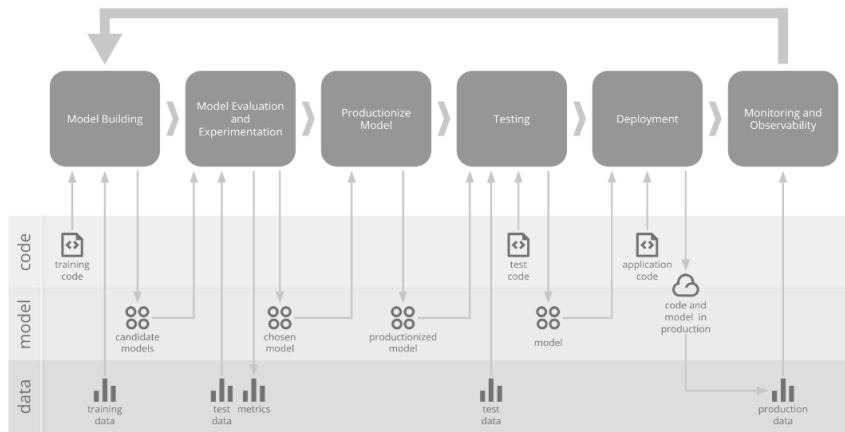 Model Building
Model Evaluation
and
Experimentation
Productionize
Model
Testing
Deployment
Monitoring and
Observability
code
training
code
test
code
application
code
model
candidate
models
chosen
model
productionized
model
model
code and
model in
production
data
training
data
test
data
metrics
test
data
production
data